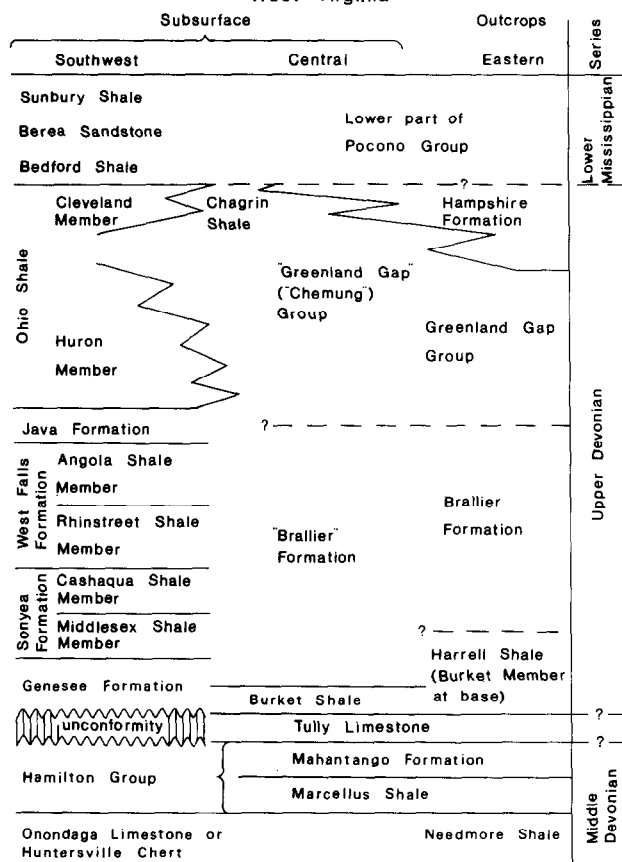 Subsurface
Outcrops
Series
Southwest
Central
Eastern
Sunbury Shale
Berea Sandstone
Bedford Shale
Lower part of
Pocono Group
Lower
Mississippian
?
Ohio Shale
Cleveland
Member
Chagrin
Shale
Hampshire
Formation
"Greenland Gap"
("Chemung")
Group
Huron
Member
Greenland Gap
Group
Upper Devonian
Java Formation
?
West Falls
Formation
Angola Shale
Member
Rhinstreet Shale
Member
"Brallier"
Formation
Brallier
Formation
Sonyea
Formation
Cashaqua Shale
Member
Middlesex Shale
Member
?
Harrell Shale
(Burket Member
at base)
Genesee Formation
Burket Shale
unconformity
Tully Limestone
?
?
Hamilton Group
Mahantango Formation
Marcellus Shale
Middle
Devonian
Onondaga Limestone or
Huntersville Chert
Needmore Shale